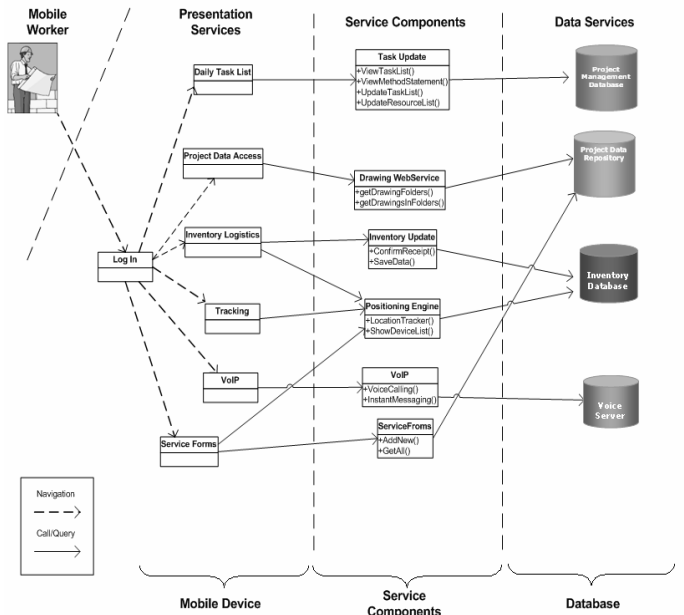 Mobile
Worker
Presentation
Services
Service Components
Data Services
Daily Task List
Task Update
+ViewTaskList()
+ViewMethodStatement()
+UpdateTaskList()
+UpdateResourceList()
Project
Management
Database
Project Data Access
Drawing WebService
+getDrawingFolders()
+getDrawingsInFolders()
Project Data
Repository
Log In
Inventory Logistics
Inventory Update
+ConfirmReceipt()
+SaveData()
Inventory
Database
Tracking
Positioning Engine
+LocationTracker()
+ShowDeviceList()
VoIP
VoIP
+VoiceCalling()
+InstantMessaging()
Voice
Server
Service Forms
ServiceFroms
+AddNew()
+GetAll()
Navigation
Call/Query
Mobile Device
Service
Components
Database